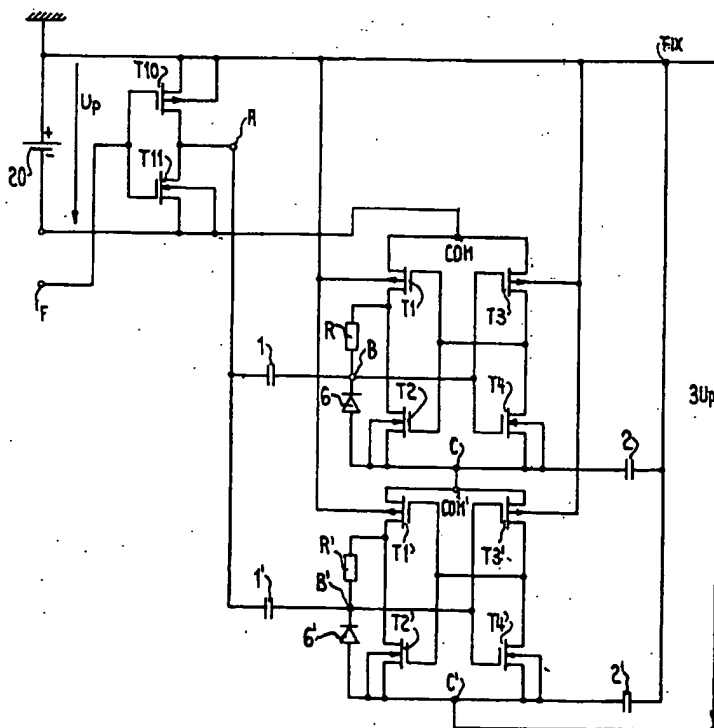 FIX
T10
Up
A
+
-
20
T11
COM
F
T1
T3
R
1
B
3Up
6
T2
T4
C
2
COM'
T1'
T3'
R'
B'
1'
6'
T2'
T4'
C'
2'